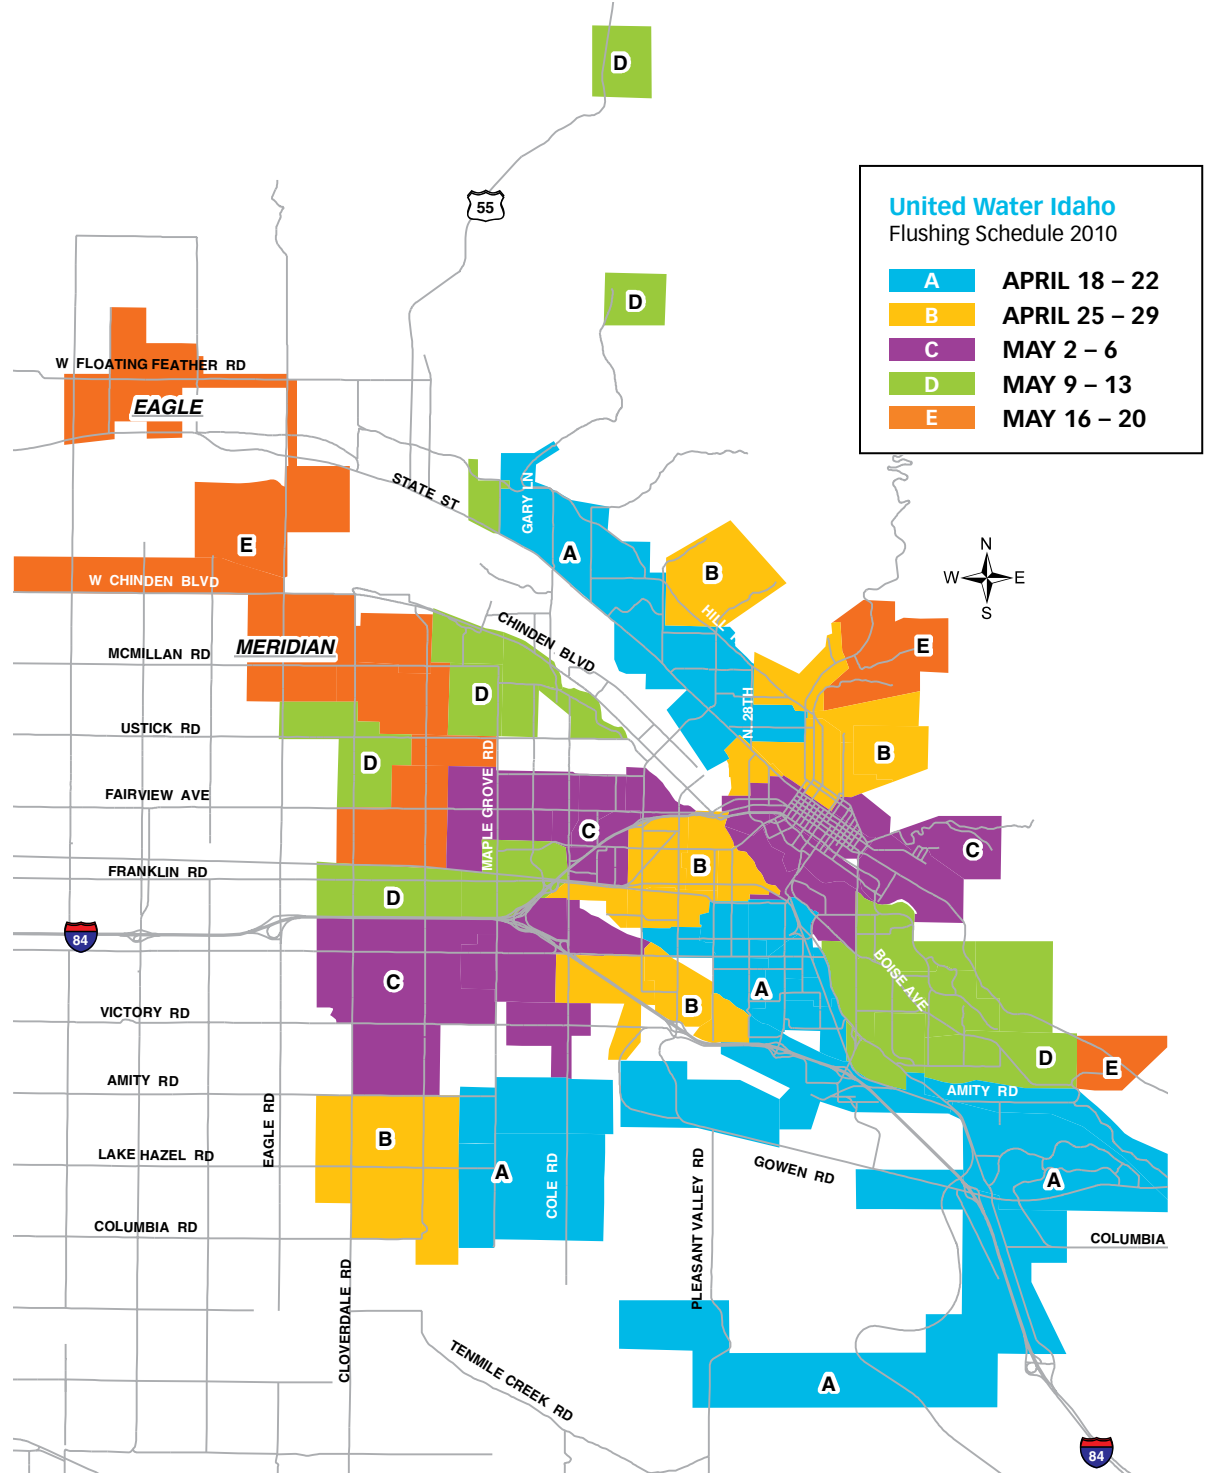 D
55
United Water Idaho
Flushing Schedule 2010
A APRIL 18 – 22
B APRIL 25 – 29
C MAY 2 – 6
D MAY 9 – 13
E MAY 16 – 20
D
W FLOATING FEATHER RD
EAGLE
STATE ST
GARY LN
A
E
B
N
W E
S
W CHINDEN BLVD
HILL
CHINDEN BLVD
MERIDIAN
MCMILLAN RD
E
D
N. 28TH
USTICK RD
D
MAPLE GROVE RD
B
FAIRVIEW AVE
C
C
B
FRANKLIN RD
D
84
C
BOISE AVE
A
B
VICTORY RD
D
E
AMITY RD
AMITY RD
EAGLE RD
B
LAKE HAZEL RD
A
COLE RD
PLEASANT VALLEY RD
GOWEN RD
A
COLUMBIA RD
COLUMBIA
CLOVERDALE RD
TENMILE CREEK RD
A
84